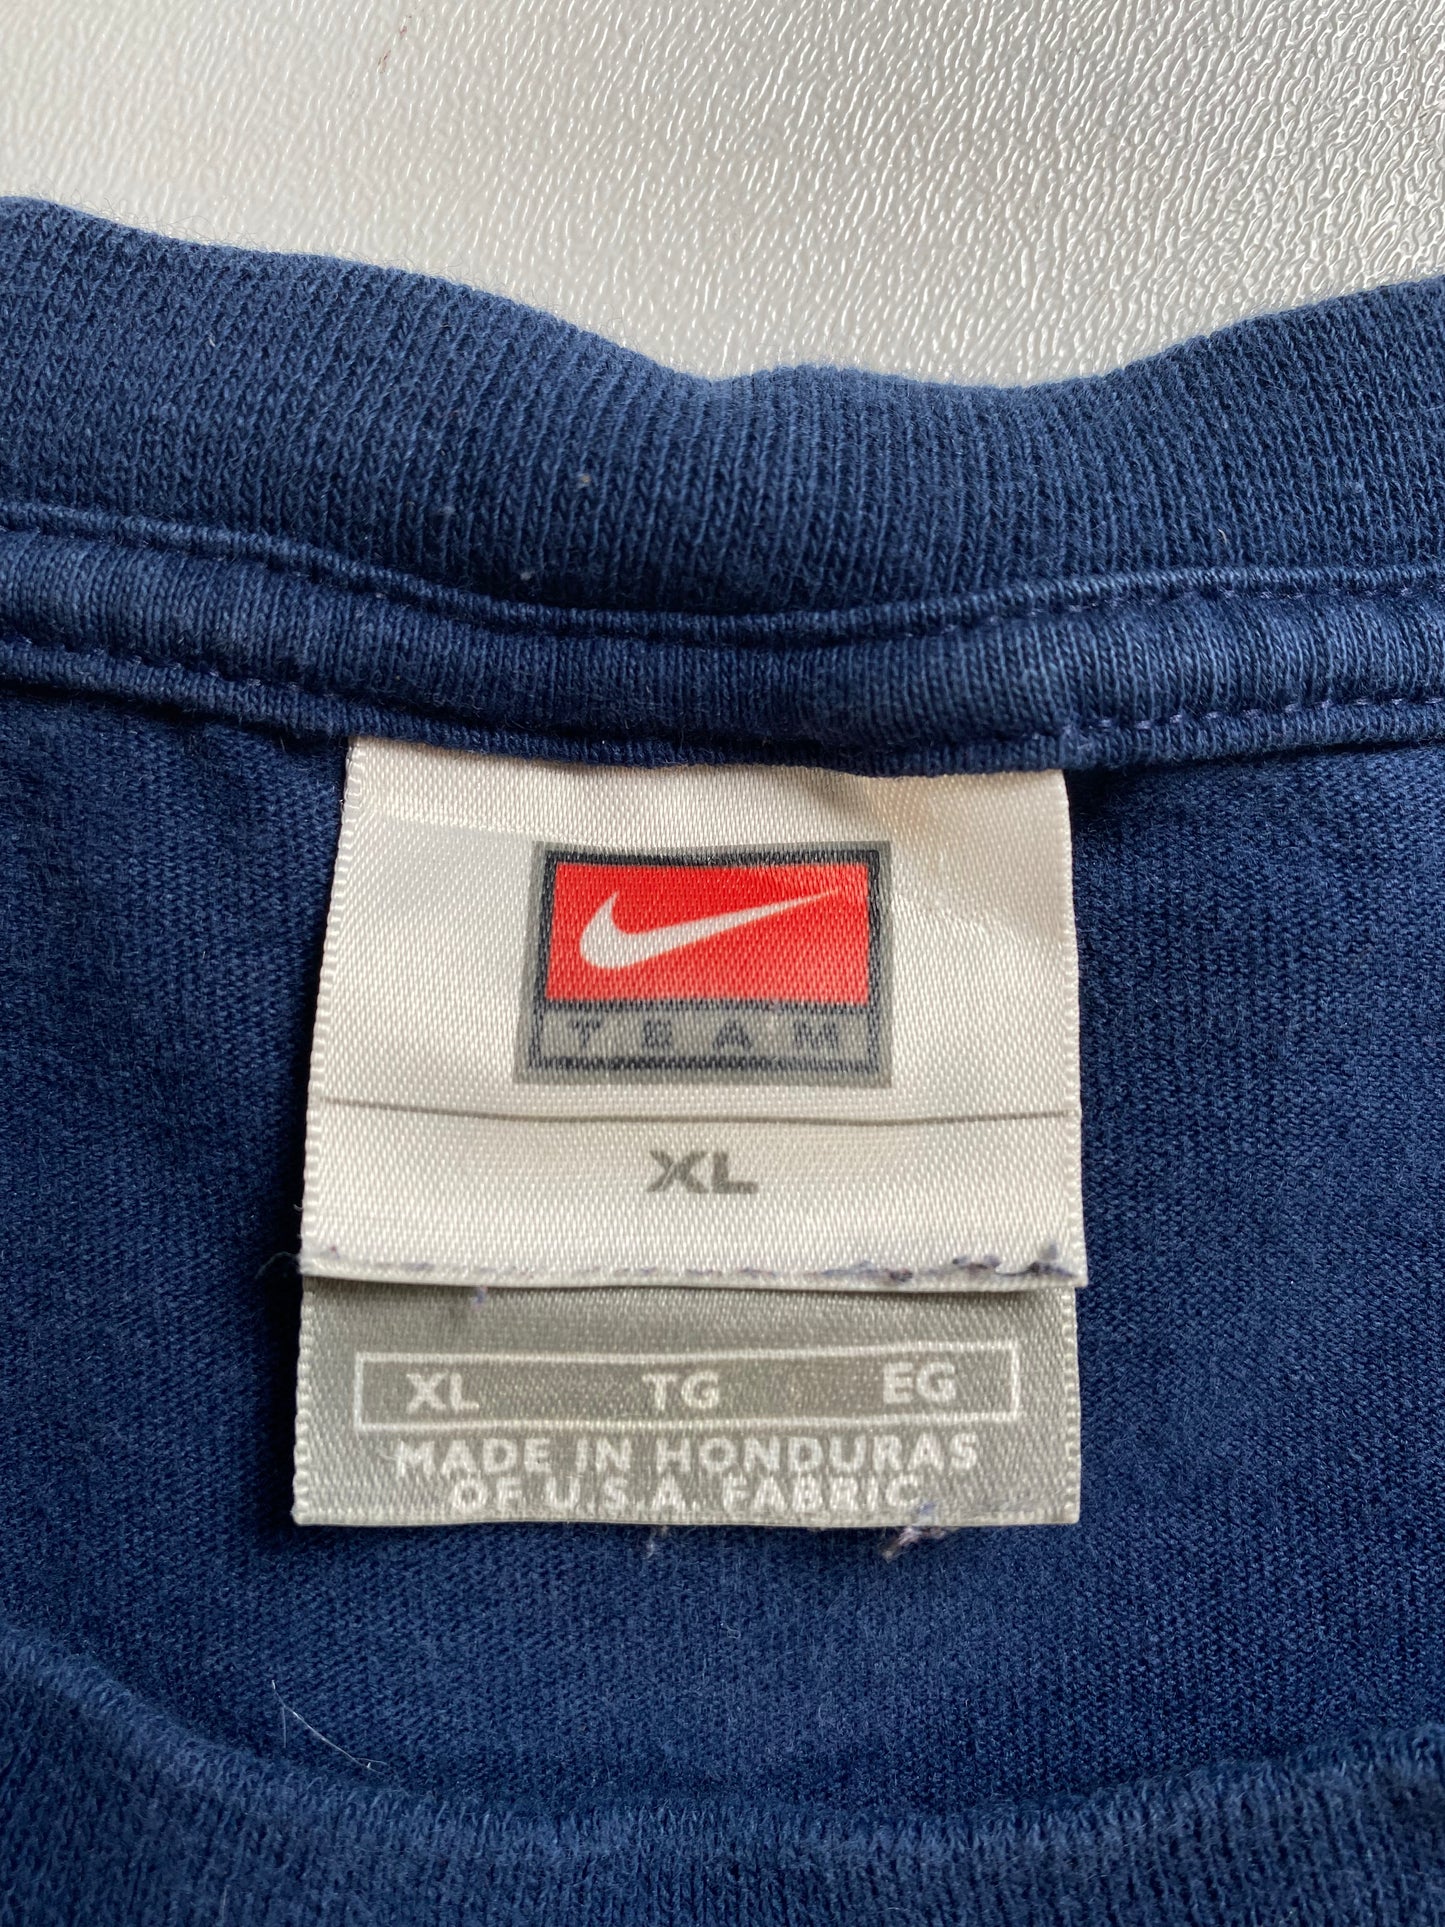 TEAM
XL
XL TG EG
MADE IN HONDURAS
OF U.S.A. FABRIC